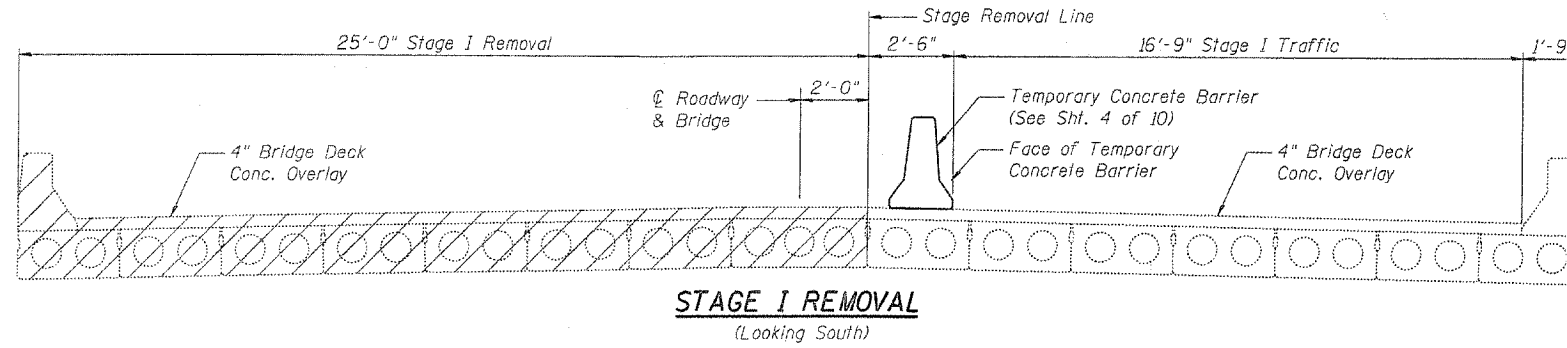 Stage Removal Line
25'-0" Stage I Removal
2'-6"
16'-9" Stage I Traffic
1'-9
℄ Roadway
& Bridge
2'-0"
Temporary Concrete Barrier
(See Sht. 4 of 10)
4" Bridge Deck
Conc. Overlay
Face of Temporary
Concrete Barrier
4" Bridge Deck
Conc. Overlay
STAGE I REMOVAL
(Looking South)